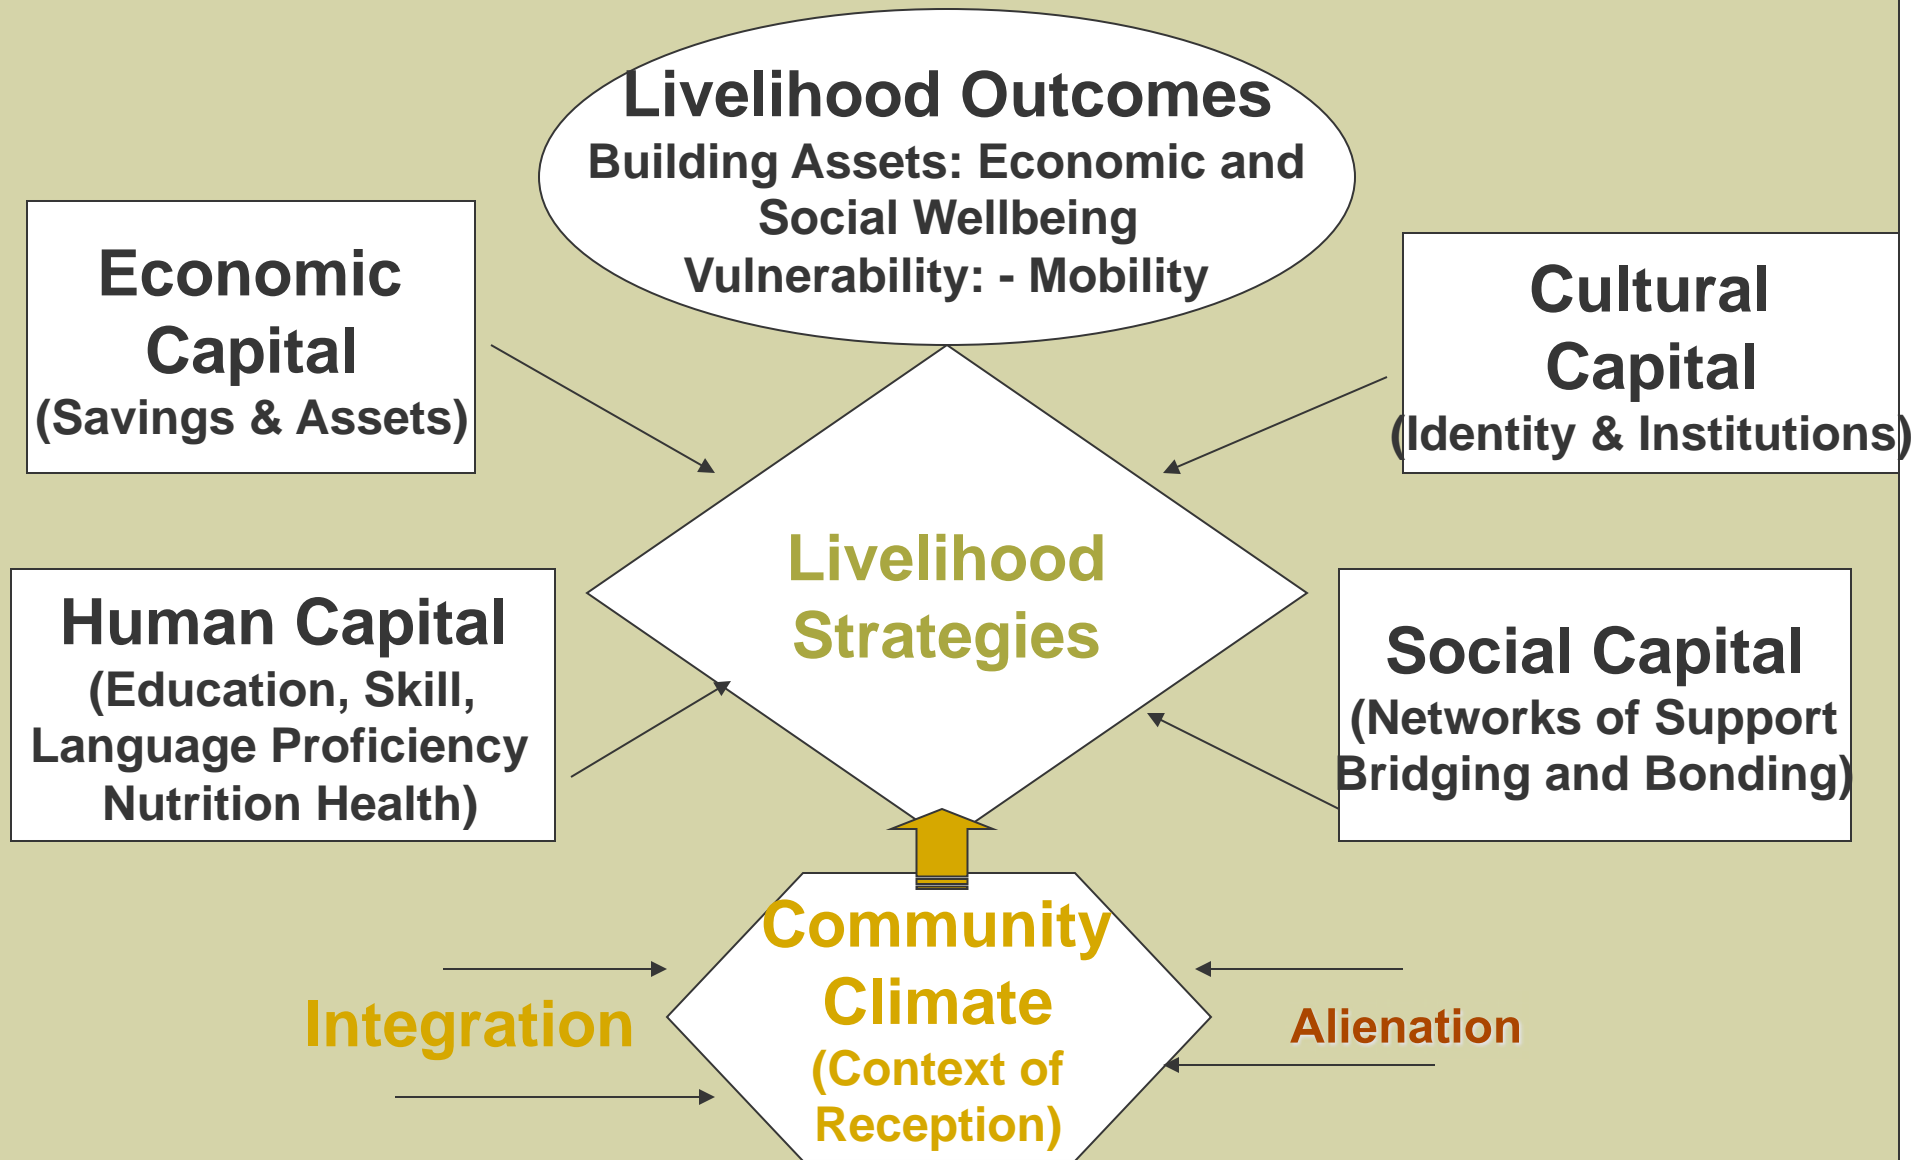 Livelihood Outcomes
Building Assets: Economic and
Social Wellbeing
Vulnerability: - Mobility
Economic
Capital
(Savings & Assets)
Cultural
Capital
(Identity & Institutions)
Livelihood
Strategies
Human Capital
(Education, Skill,
Language Proficiency
Nutrition Health)
Social Capital
(Networks of Support
Bridging and Bonding)
Community
Climate
(Context of
Reception)
Integration
Alienation